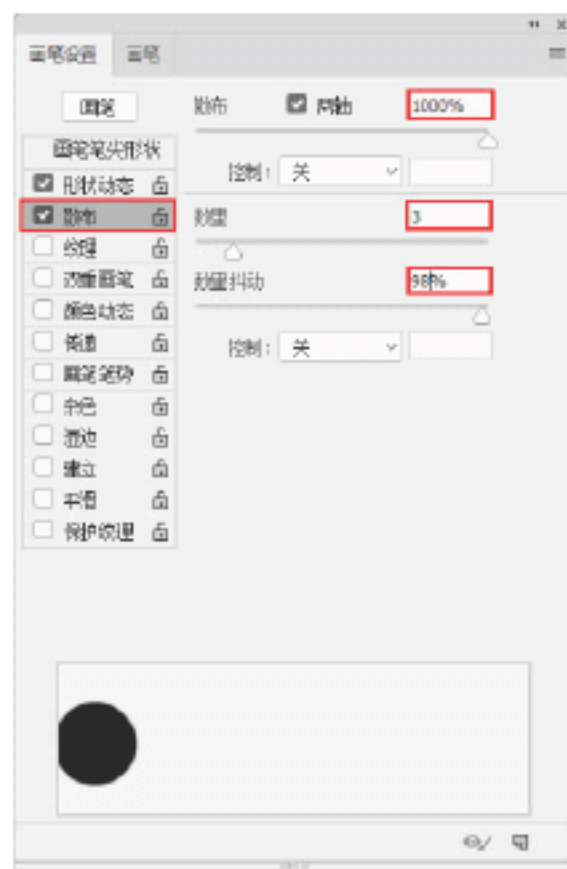 画笔设置 画笔
画笔
散布 两轴 1000%
画笔笔尖形状
控制: 关
形状动态
散布
数量 3
纹理
双重画笔
数量抖动 98%
颜色动态
传递
控制: 关
画笔笔势
杂色
湿边
建立
平滑
保护纹理